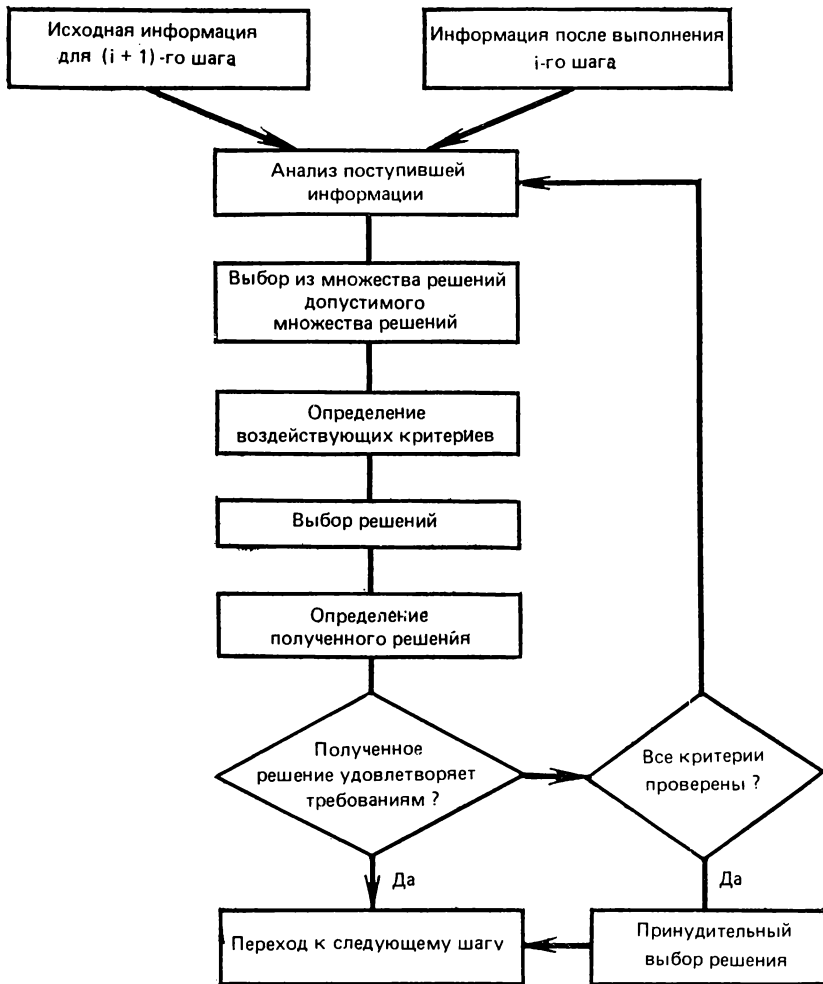 Исходная информация
для (i + 1)-го шага
Информация после выполнения
i-го шага
Анализ поступившей
информации
Выбор из множества решений
допустимого
множества решений
Определение
воздействующих критериев
Выбор решений
Определение
полученного решения
Полученное
решение удовлетворяет
требованиям ?
Все критерии
проверены ?
Да
Да
Переход к следующему шагу
Принудительный
выбор решения